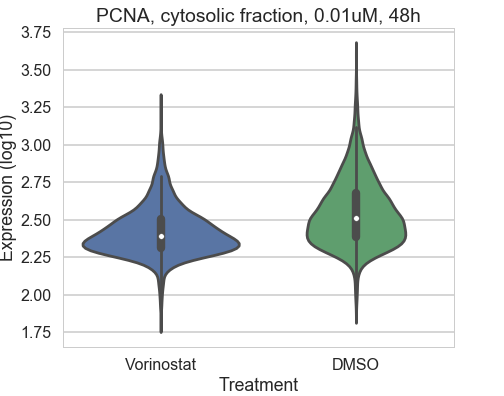 PCNA, cytosolic fraction, 0.01uM, 48h
Expression (log10)
3.75
3.50
3.25
3.00
2.75
2.50
2.25
2.00
1.75
Vorinostat DMSO
Treatment